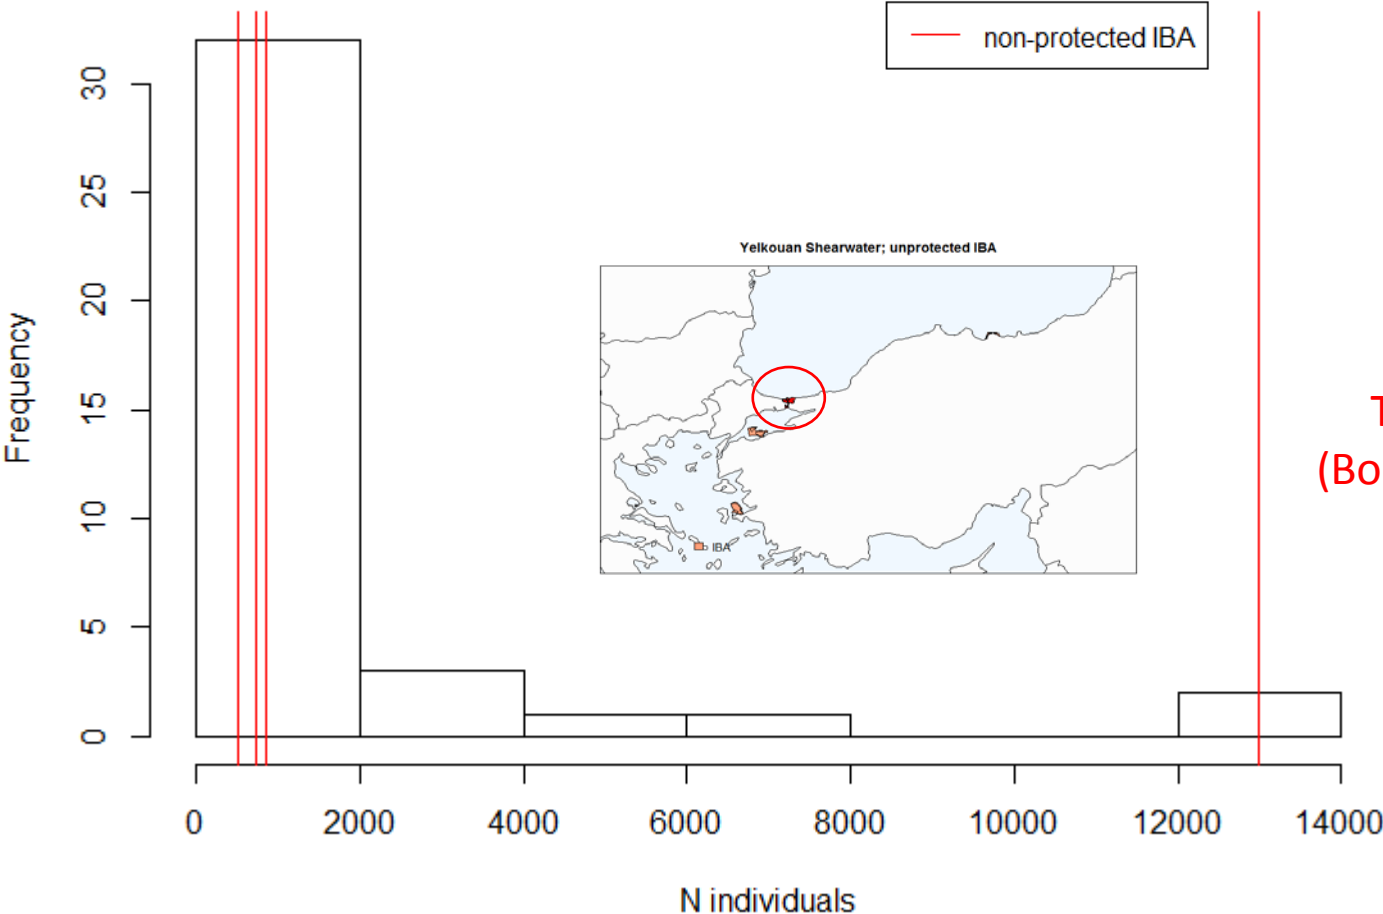 non-protected IBA
30
25
20
15
10
5
0
Frequency
Yelkouan Shearwater; unprotected IBA
IBA
T
(Bo
0 2000 4000 6000 8000 10000 12000 14000
N individuals